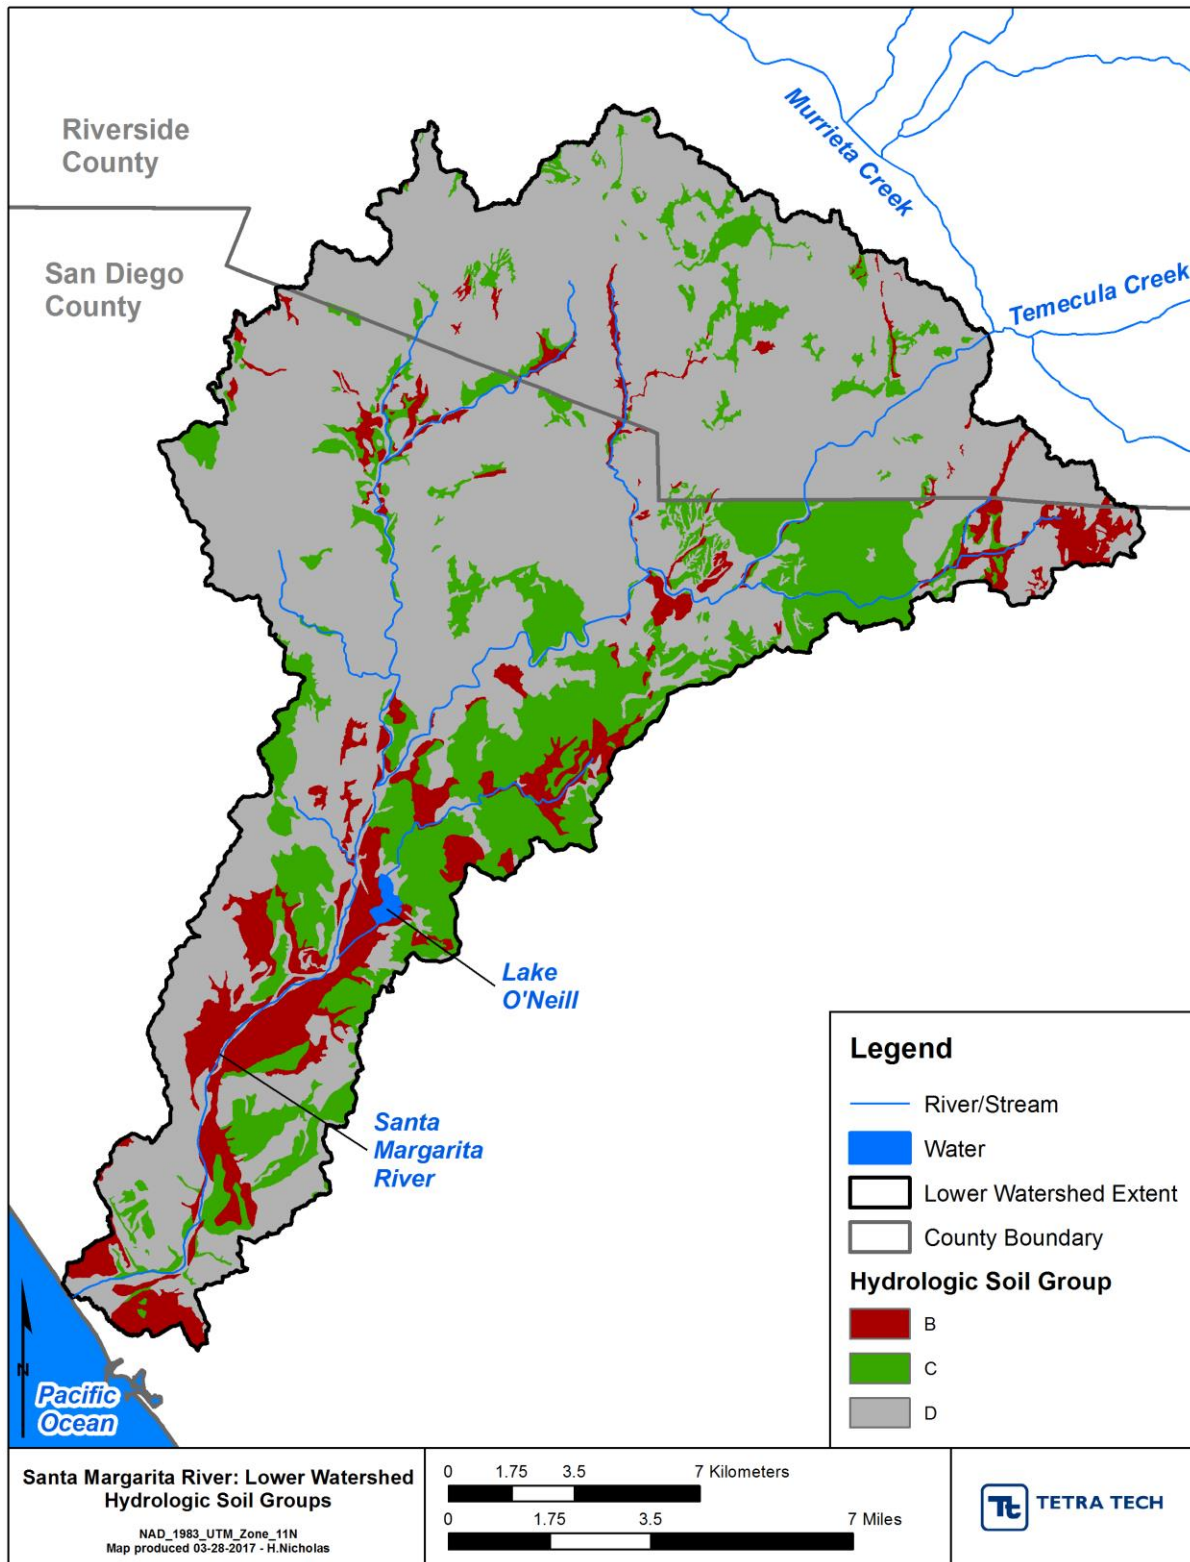 Riverside
County
San Diego
County
Murrieta Creek
Temecula Creek
Lake
O'Neill
Santa
Margarita
River
Pacific
Ocean
N
Legend
River/Stream
Water
Lower Watershed Extent
County Boundary
Hydrologic Soil Group
B
C
D
Santa Margarita River: Lower Watershed
Hydrologic Soil Groups
NAD_1983_UTM_Zone_11N
Map produced 03-28-2017 - H.Nicholas
0 1.75 3.5 7 Kilometers
0 1.75 3.5 7 Miles
Tt TETRA TECH